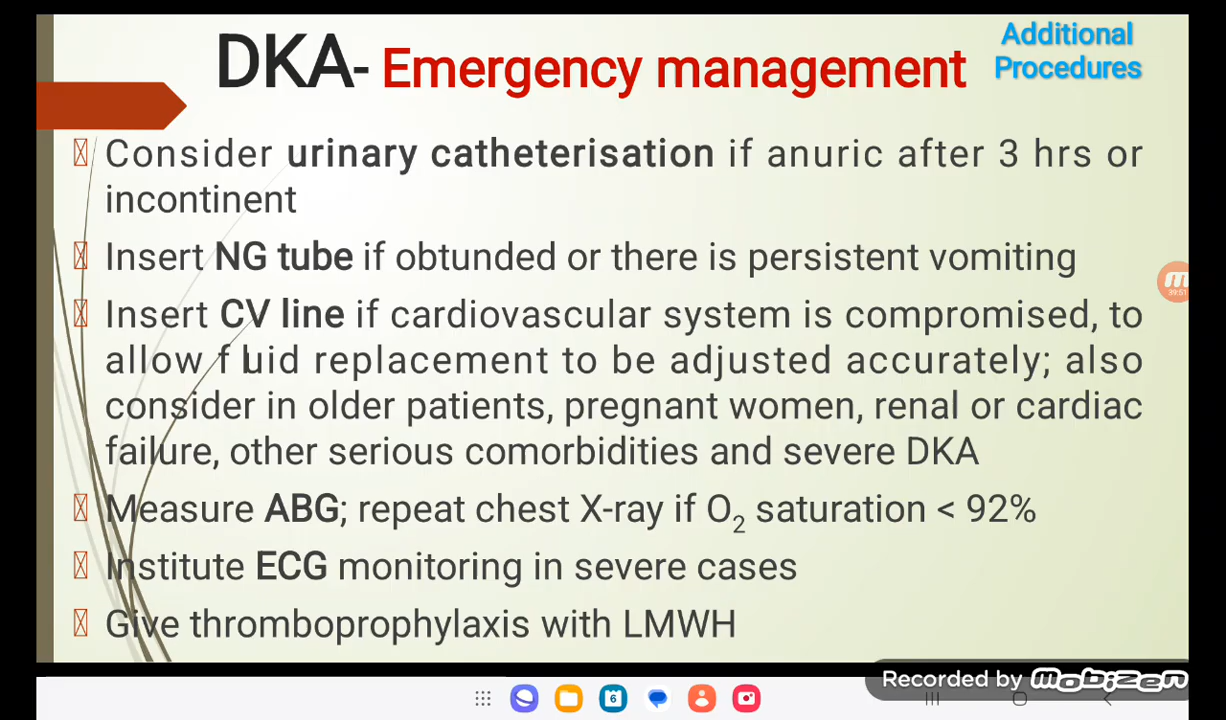 DKA- Emergency management
Additional
Procedures
Consider urinary catheterisation if anuric after 3 hrs or
incontinent
Insert NG tube if obtunded or there is persistent vomiting
Insert CV line if cardiovascular system is compromised, to
allow f luid replacement to be adjusted accurately; also
consider in older patients, pregnant women, renal or cardiac
failure, other serious comorbidities and severe DKA
Measure ABG; repeat chest X-ray if O₂ saturation < 92%
Institute ECG monitoring in severe cases
Give thromboprophylaxis with LMWH
39:51
Recorded by mobizen
6